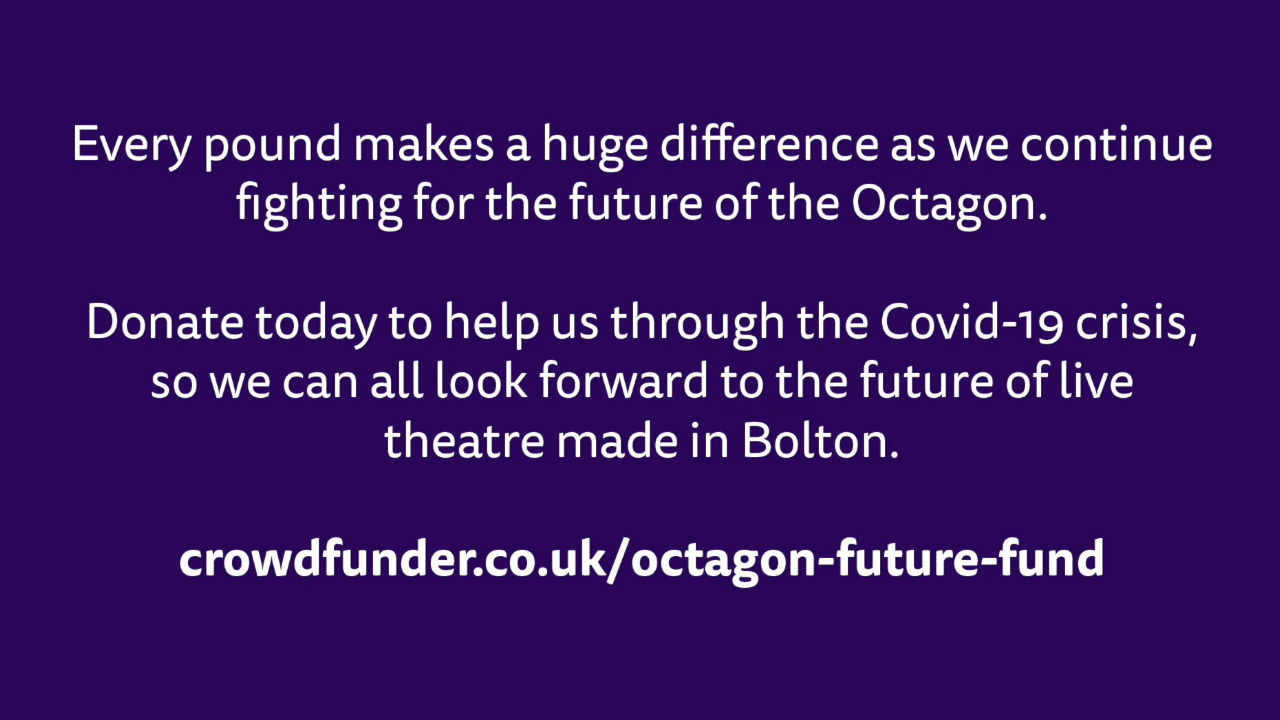 Every pound makes a huge difference as we continue
fighting for the future of the Octagon.
Donate today to help us through the Covid-19 crisis,
so we can all look forward to the future of live
theatre made in Bolton.
crowdfunder.co.uk/octagon-future-fund